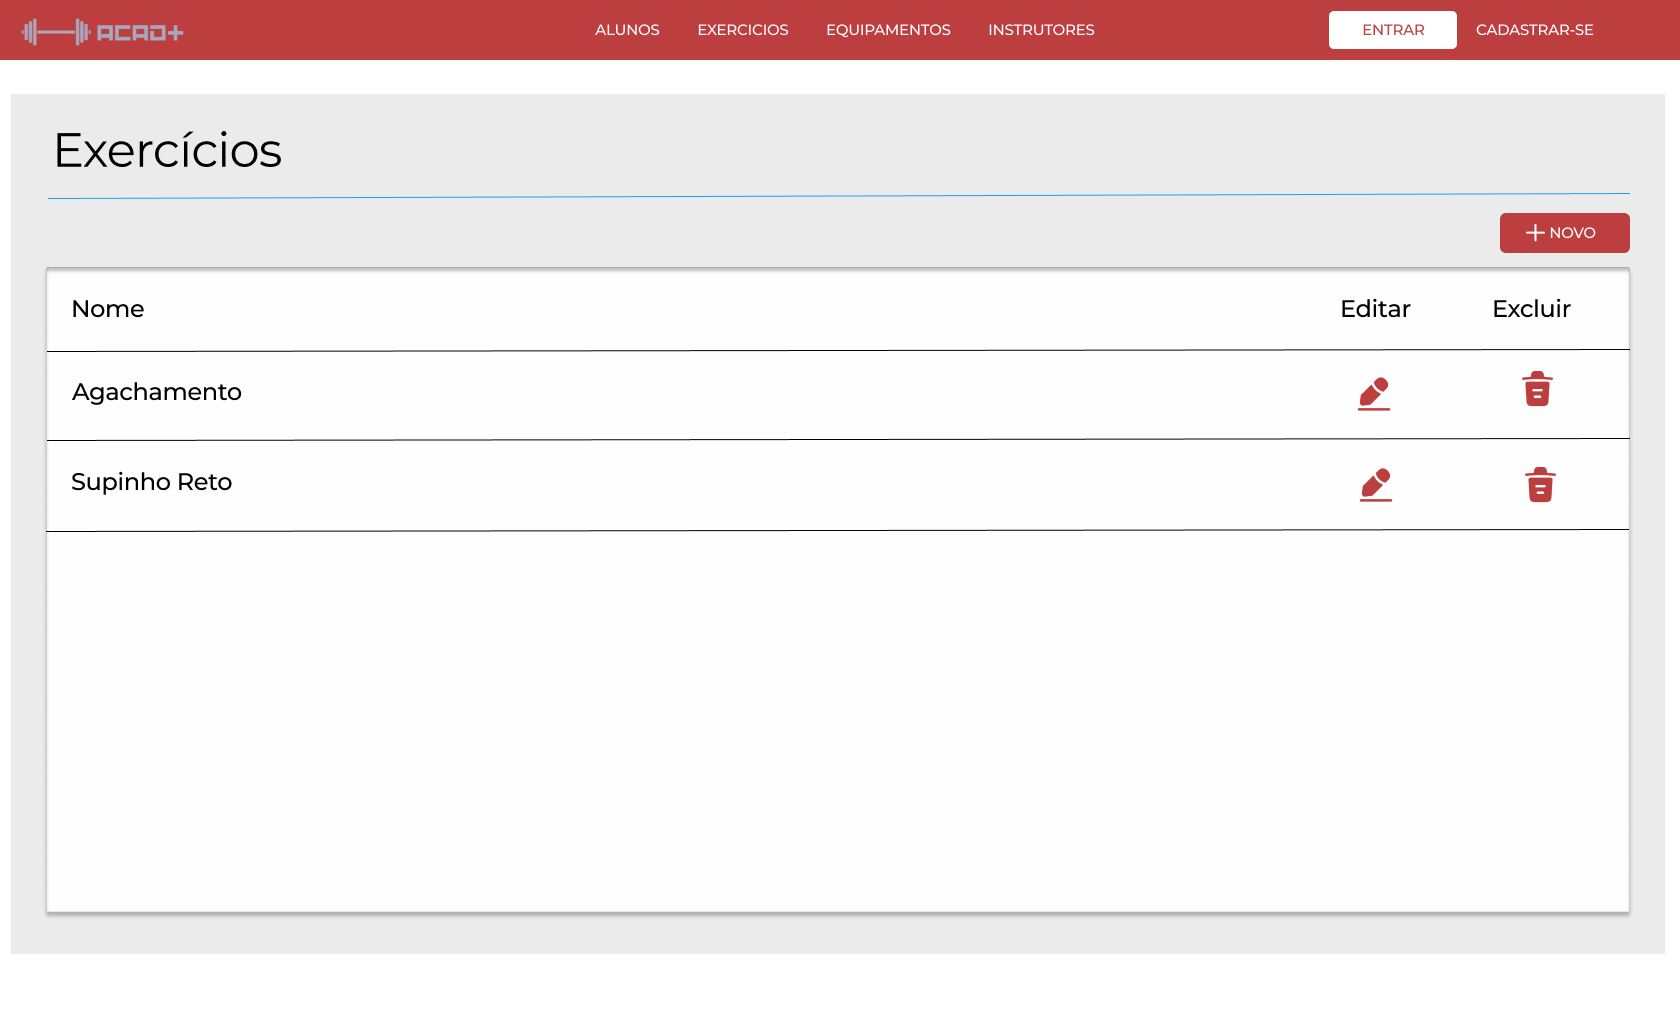 ACAD+ ALUNOS EXERCICIOS EQUIPAMENTOS INSTRUTORES ENTRAR CADASTRAR-SE
Exercícios
NOVO
Nome Editar Excluir
Agachamento
Supinho Reto